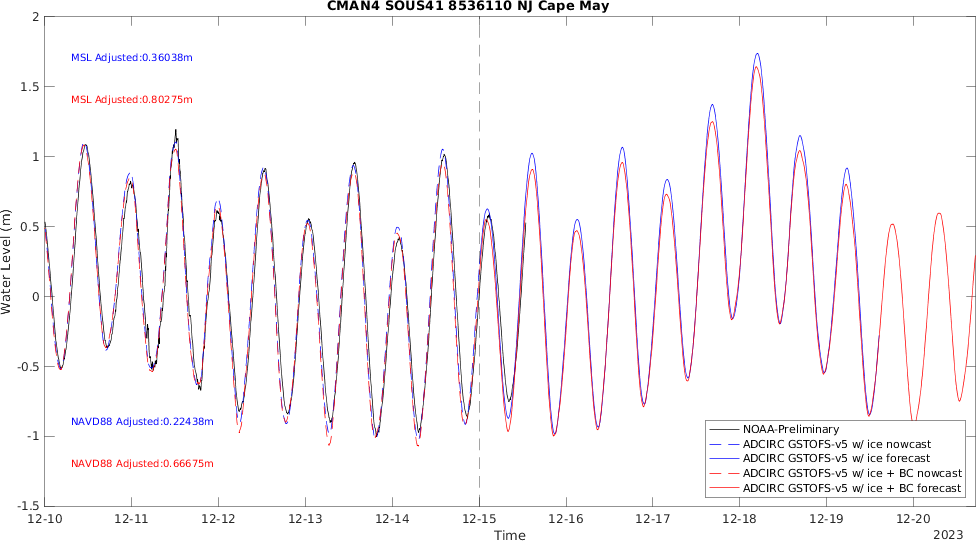 CMAN4 SOUS41 8536110 NJ Cape May
2
1.5
1
0.5
0
-0.5
-1
-1.5
Water Level (m)
MSL Adjusted:0.36038m
MSL Adjusted:0.80275m
NAVD88 Adjusted:0.22438m
NAVD88 Adjusted:0.66675m
NOAA-Preliminary
ADCIRC GSTOFS-v5 w/ ice nowcast
ADCIRC GSTOFS-v5 w/ ice forecast
ADCIRC GSTOFS-v5 w/ ice + BC nowcast
ADCIRC GSTOFS-v5 w/ ice + BC forecast
12-10 12-11 12-12 12-13 12-14 12-15 12-16 12-17 12-18 12-19 12-20
Time
2023